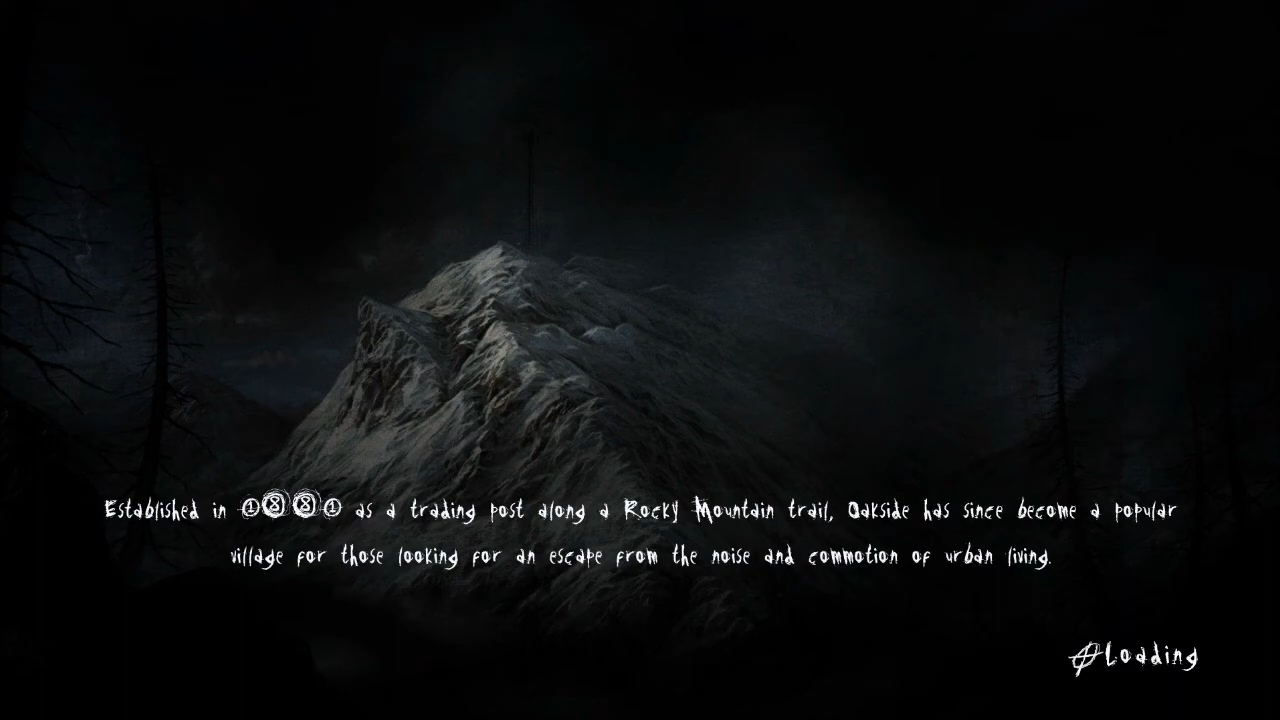 Established in 1881 as a trading post along a Rocky Mountain trail, Oakside has since become a popular
village for those looking for an escape from the noise and commotion of urban living.
Loading